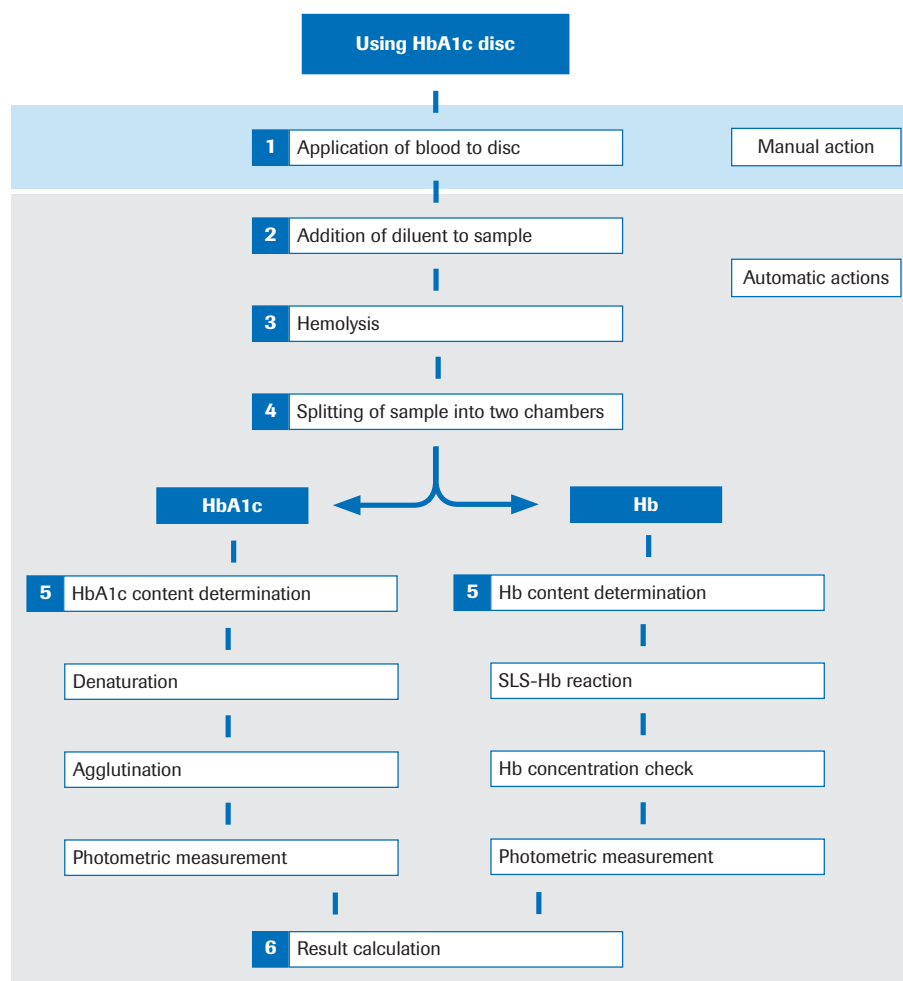 Using HbA1c disc
1 Application of blood to disc
Manual action
2 Addition of diluent to sample
Automatic actions
3 Hemolysis
4 Splitting of sample into two chambers
HbA1c
Hb
5 HbA1c content determination
5 Hb content determination
Denaturation
SLS-Hb reaction
Agglutination
Hb concentration check
Photometric measurement
Photometric measurement
6 Result calculation